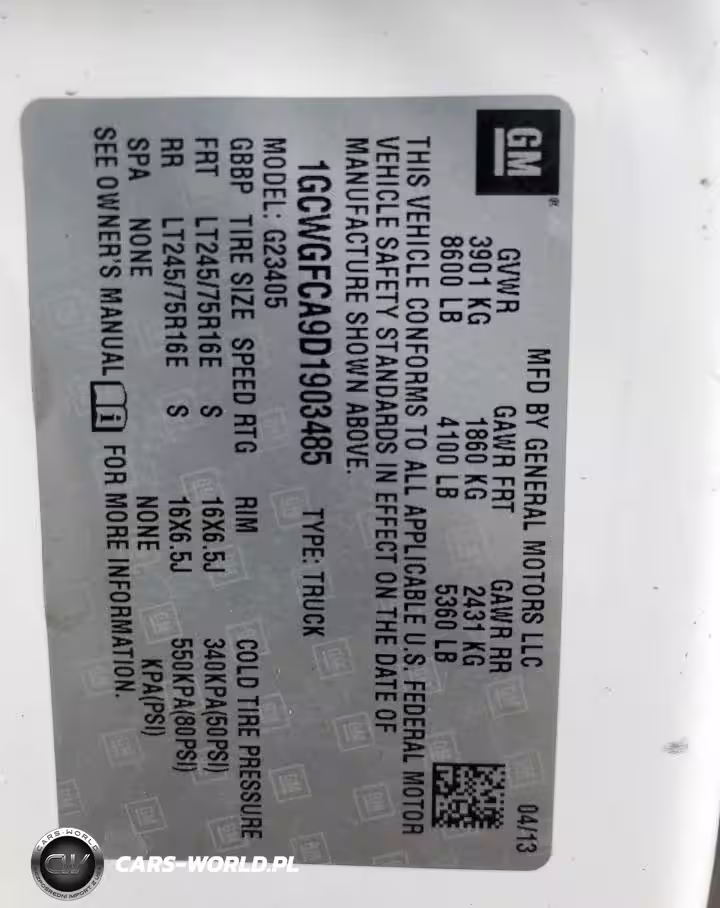 GM®
MFD BY GENERAL MOTORS LLC 04/13
GVWR GAWR FRT GAWR RR
3901 KG 1860 KG 2431 KG
8600 LB 4100 LB 5360 LB
THIS VEHICLE CONFORMS TO ALL APPLICABLE U.S. FEDERAL MOTOR
VEHICLE SAFETY STANDARDS IN EFFECT ON THE DATE OF
MANUFACTURE SHOWN ABOVE.
1GCWGFCA9D1903485 TYPE: TRUCK
MODEL: G23405
GBBP TIRE SIZE SPEED RTG RIM COLD TIRE PRESSURE
FRT LT245/75R16E S 16X6.5J 340KPA(50PSI)
RR LT245/75R16E S 16X6.5J 550KPA(80PSI)
SPA NONE NONE KPA(PSI)
SEE OWNER'S MANUAL i FOR MORE INFORMATION.
CARS-WORLD
CW
CARS-WORLD.PL